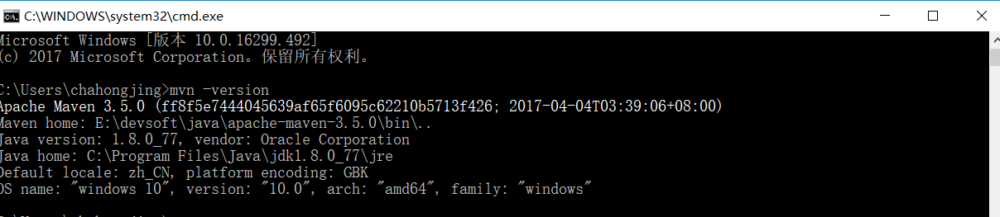 C:\WINDOWS\system32\cmd.exe
Microsoft Windows [版本 10.0.16299.492]
(c) 2017 Microsoft Corporation。保留所有权利。
C:\Users\chahongjing>mvn -version
Apache Maven 3.5.0 (ff8f5e7444045639af65f6095c62210b5713f426; 2017-04-04T03:39:06+08:00)
Maven home: E:\devsoft\java\apache-maven-3.5.0\bin\..
Java version: 1.8.0_77, vendor: Oracle Corporation
Java home: C:\Program Files\Java\jdk1.8.0_77\jre
Default locale: zh_CN, platform encoding: GBK
OS name: "windows 10", version: "10.0", arch: "amd64", family: "windows"